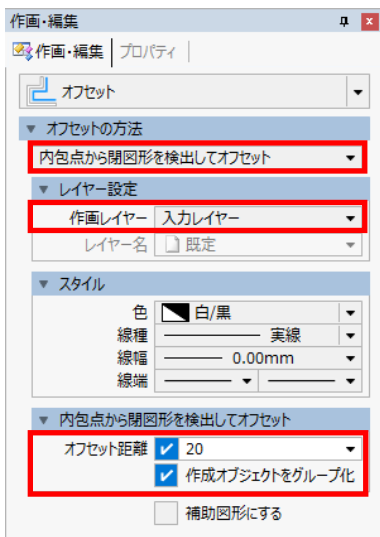 作画・編集
作画・編集 プロパティ
オフセット
オフセットの方法
内包点から閉図形を検出してオフセット
レイヤー設定
作画レイヤー 入力レイヤー
レイヤー名 既定
スタイル
色 白/黒
線種 実線
線幅 0.00mm
線端
内包点から閉図形を検出してオフセット
オフセット距離 20
作成オブジェクトをグループ化
補助図形にする